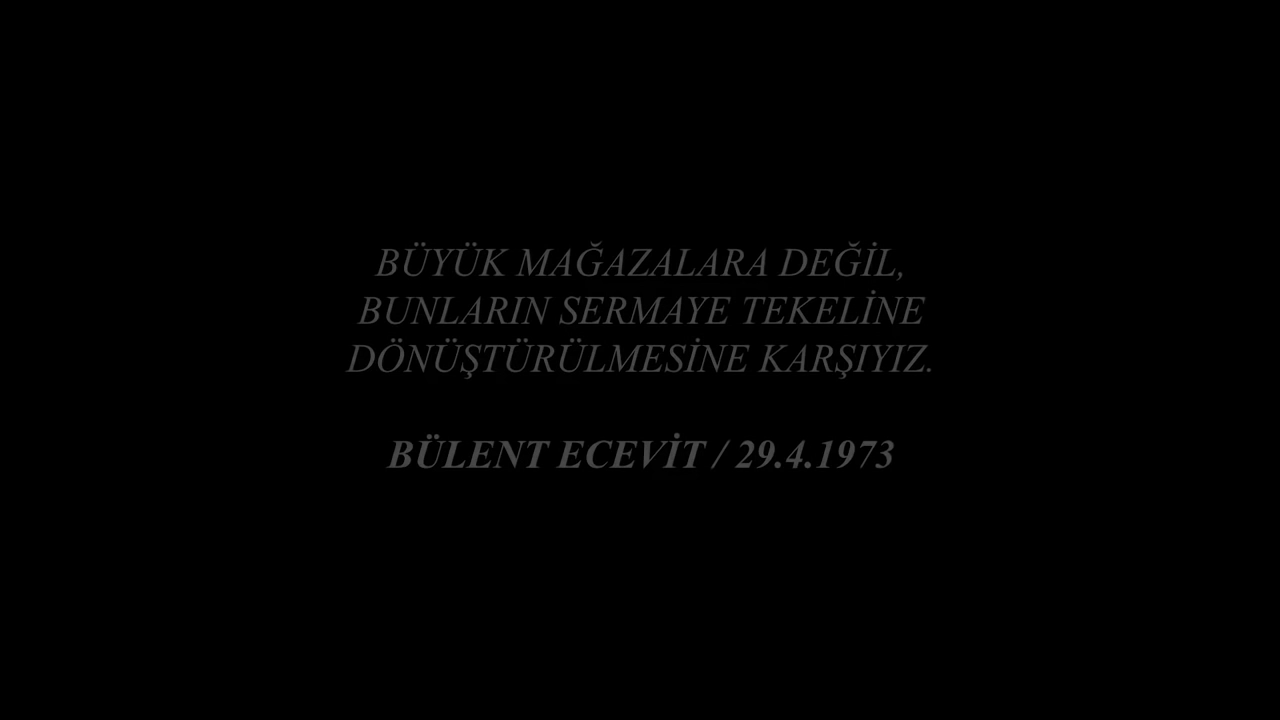 BÜYÜK MAĞAZALARA DEĞİL,
BUNLARIN SERMAYE TEKELİNE
DÖNÜŞTÜRÜLMESİNE KARŞIYIZ.
BÜLENT ECEVİT / 29.4.1973